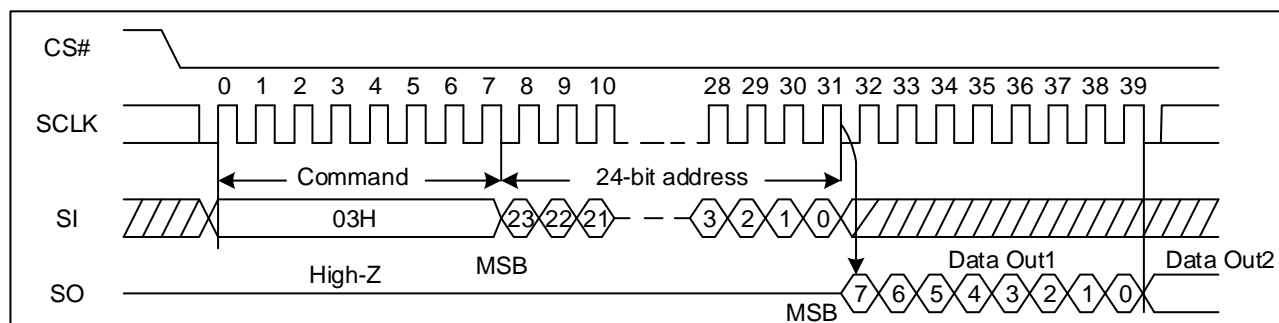 CS#
0 1 2 3 4 5 6 7 8 9 10 28 29 30 31 32 33 34 35 36 37 38 39
SCLK
Command 24-bit address
SI 03H 23 22 21 3 2 1 0
High-Z MSB Data Out1 Data Out2
SO 7 6 5 4 3 2 1 0
MSB